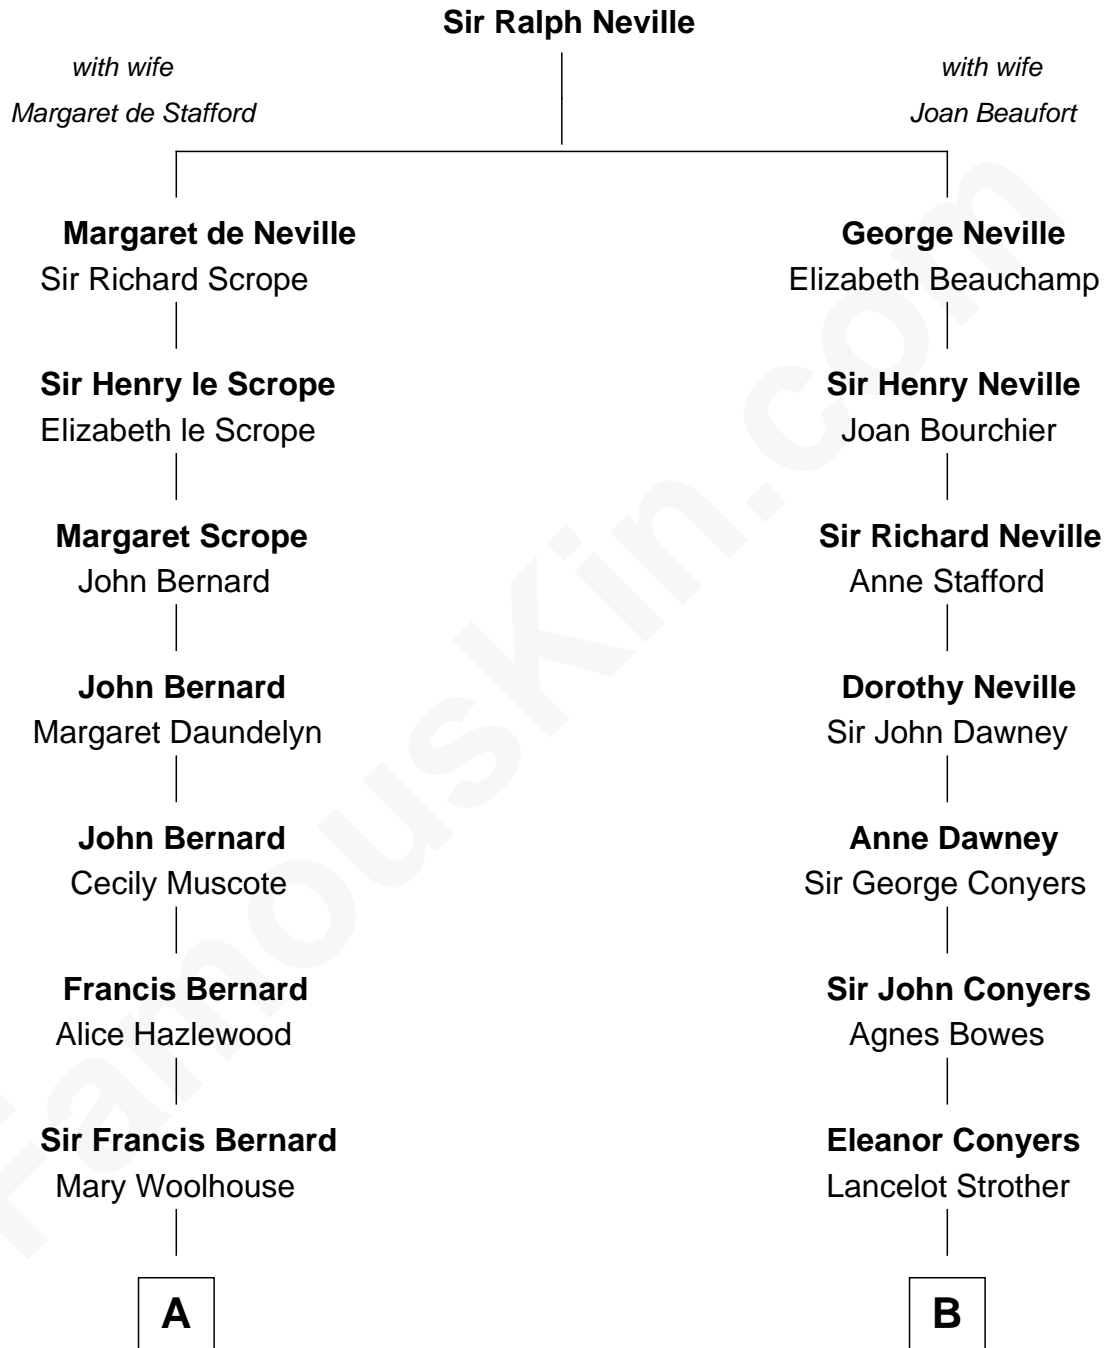 Sir Ralph Neville
with wife
Margaret de Stafford
with wife
Joan Beaufort
Margaret de Neville
Sir Richard Scrope
George Neville
Elizabeth Beauchamp
Sir Henry le Scrope
Elizabeth le Scrope
Sir Henry Neville
Joan Bourchier
Margaret Scrope
John Bernard
Sir Richard Neville
Anne Stafford
John Bernard
Margaret Daundelyn
Dorothy Neville
Sir John Dawney
John Bernard
Cecily Muscote
Anne Dawney
Sir George Conyers
Francis Bernard
Alice Hazlewood
Sir John Conyers
Agnes Bowes
Sir Francis Bernard
Mary Woolhouse
Eleanor Conyers
Lancelot Strother
A
B
FamousKin.com